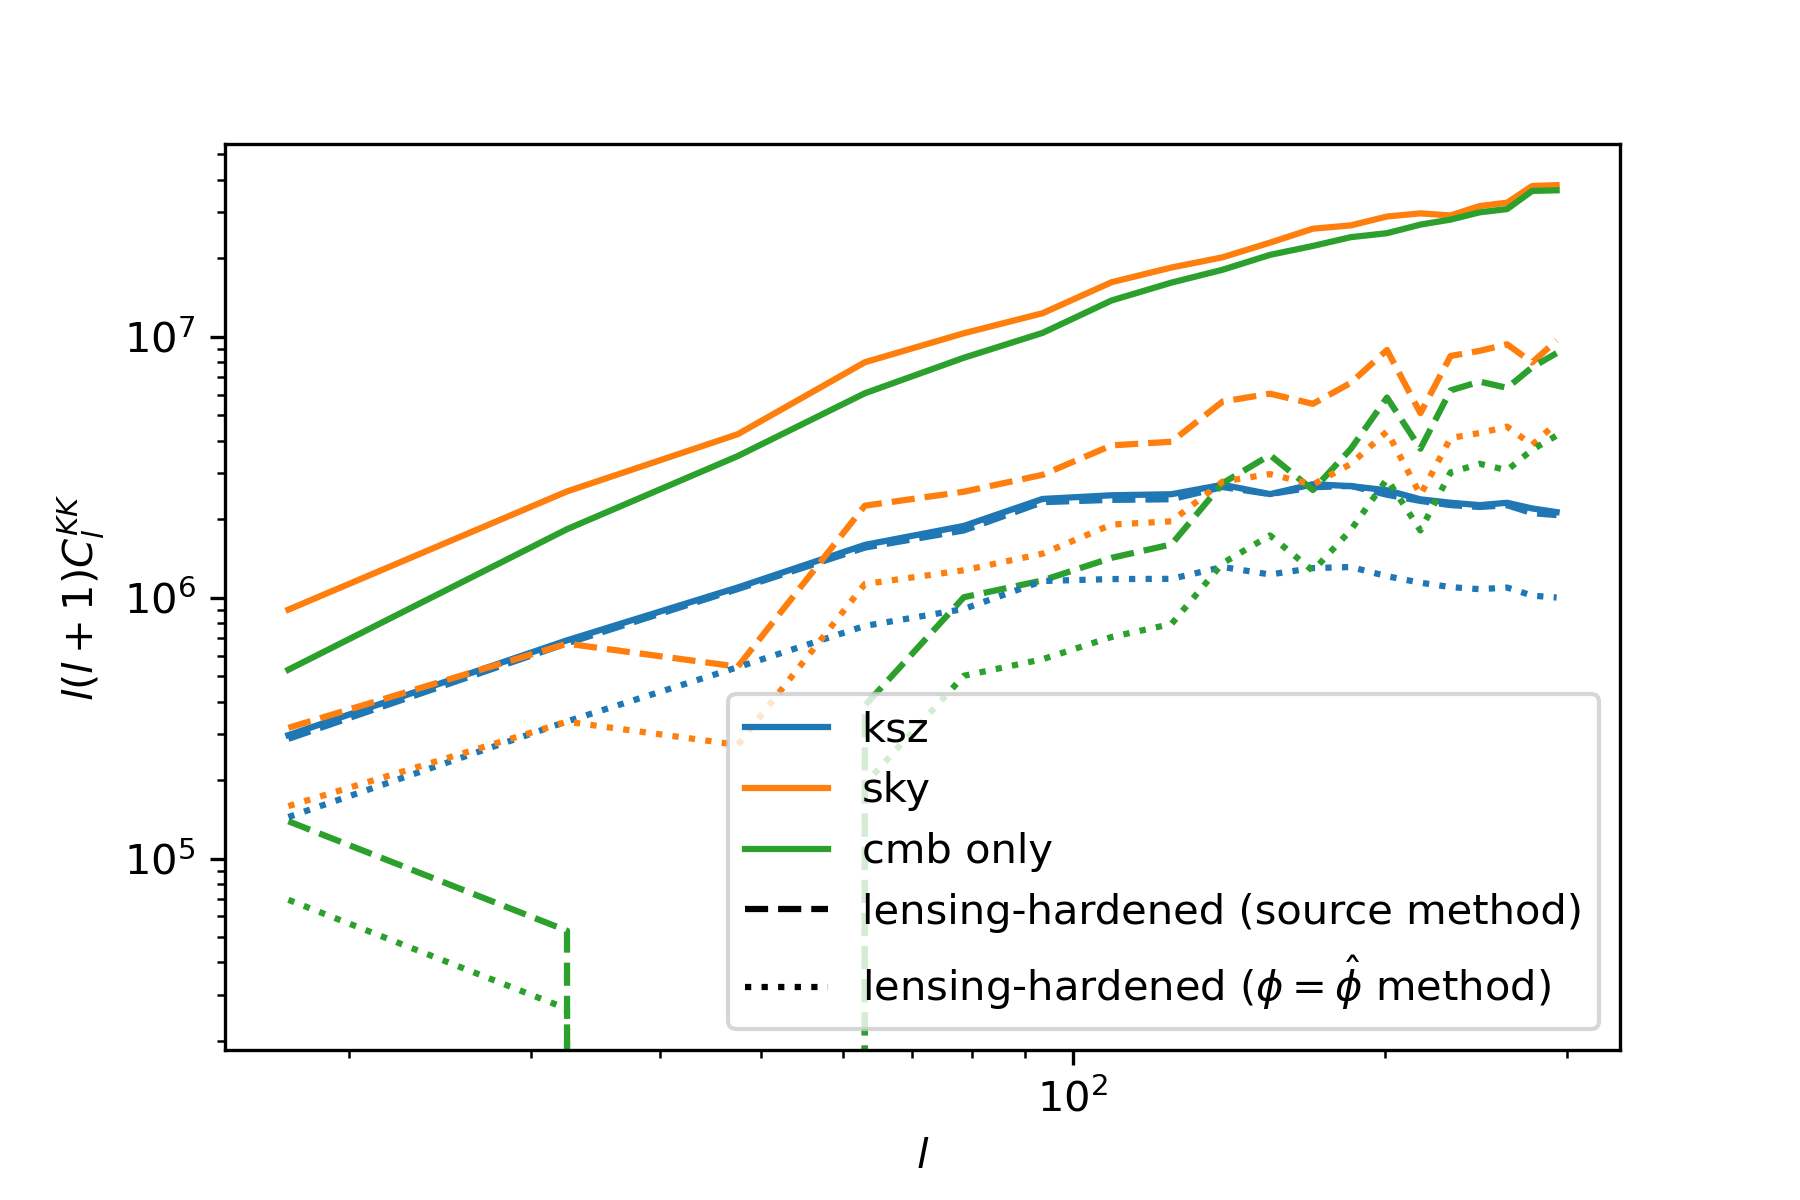 l(l + 1)C_l^{KK}
10^7
10^6
10^5
ksz
sky
cmb only
lensing-hardened (source method)
lensing-hardened (ϕ = ϕ̂ method)
10^2
l